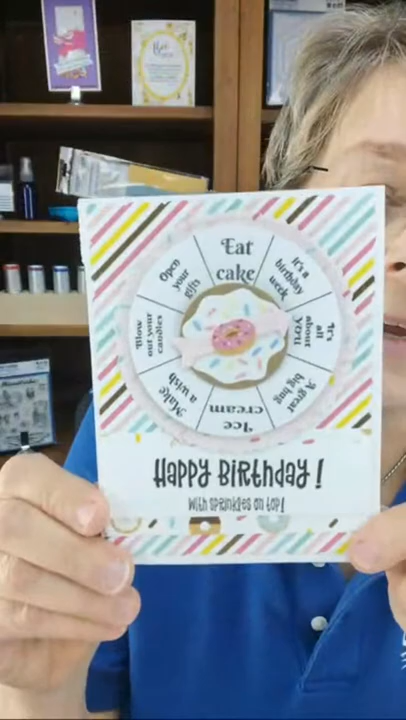 Eat
cake
It's a
birthday
week
It's
all
about
you
A great
big hug
Ice
cream
Make
a wish
Blow
out your
candles
Open
your
gifts
Happy Birthday!
With sprinkles on top!